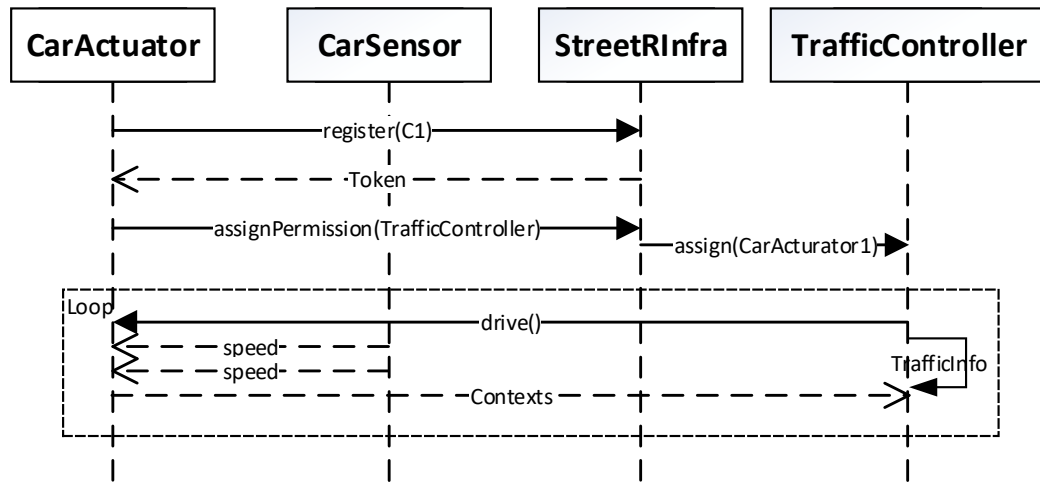 CarActuator
CarSensor
StreetRInfra
TrafficController
register(C1)
Token
assignPermission(TrafficController)
assign(CarActurator1)
Loop
drive()
speed
TrafficInfo
speed
Contexts